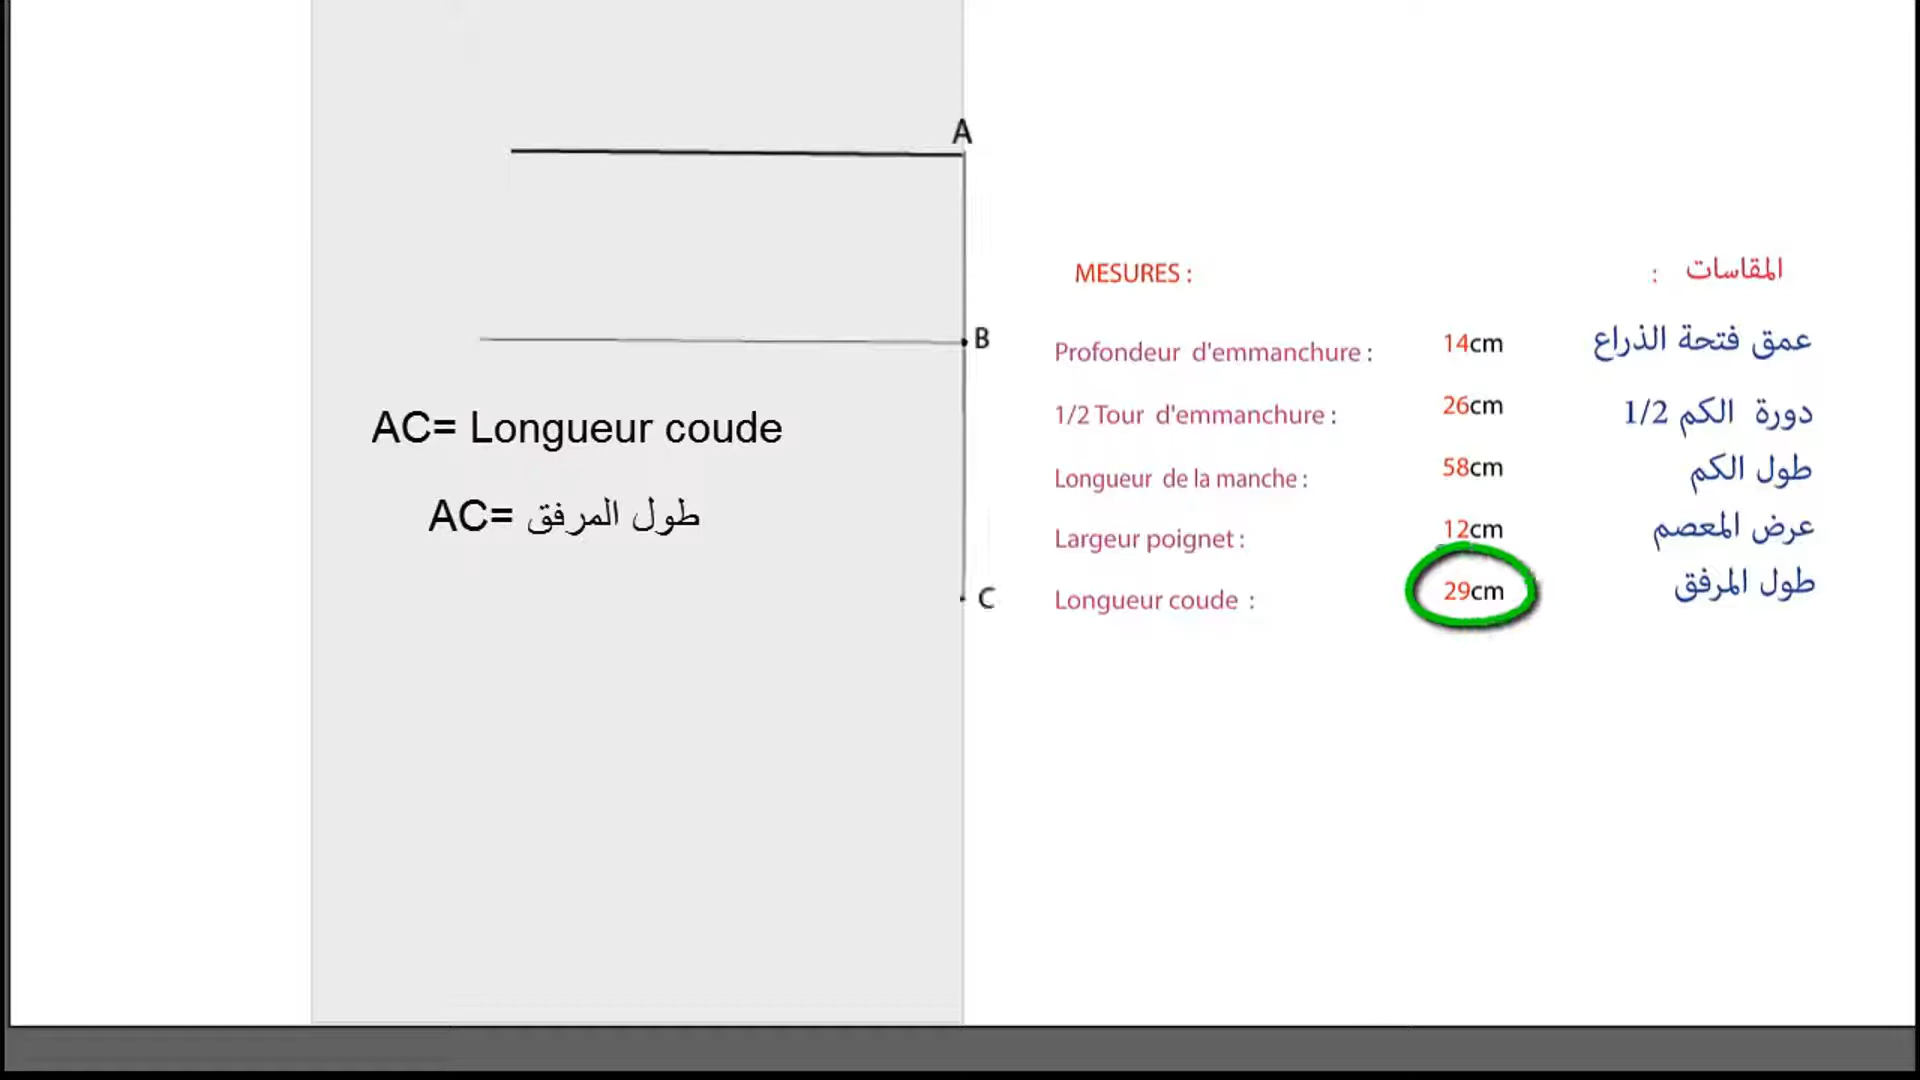 A
B
AC= Longueur coude
AC= طول المرفق
C
MESURES : المقاسات :
Profondeur d'emmanchure : 14cm عمق فتحة الذراع
1/2 Tour d'emmanchure : 26cm دورة الكم 1/2
Longueur de la manche : 58cm طول الكم
Largeur poignet : 12cm عرض المعصم
Longueur coude : 29cm طول المرفق